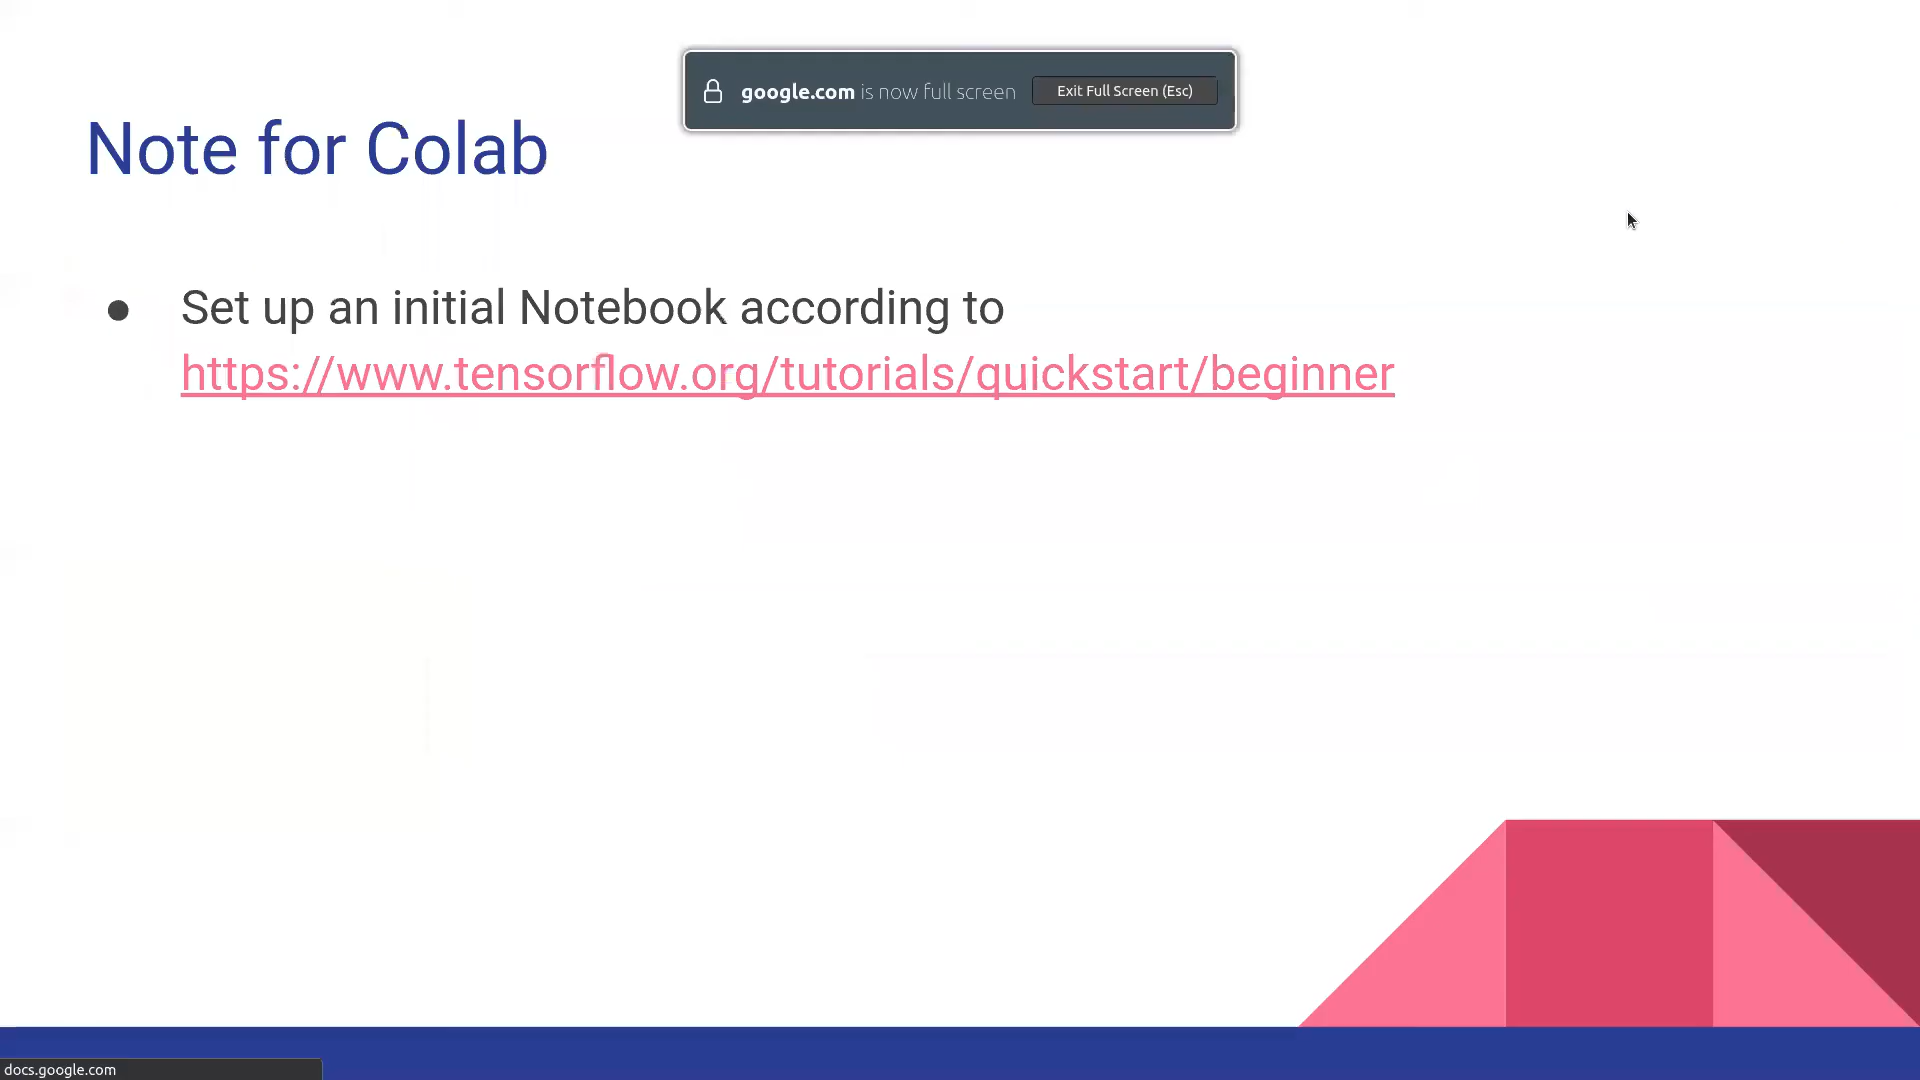 google.com is now full screen Exit Full Screen (Esc)
Note for Colab
● Set up an initial Notebook according to
https://www.tensorflow.org/tutorials/quickstart/beginner
docs.google.com